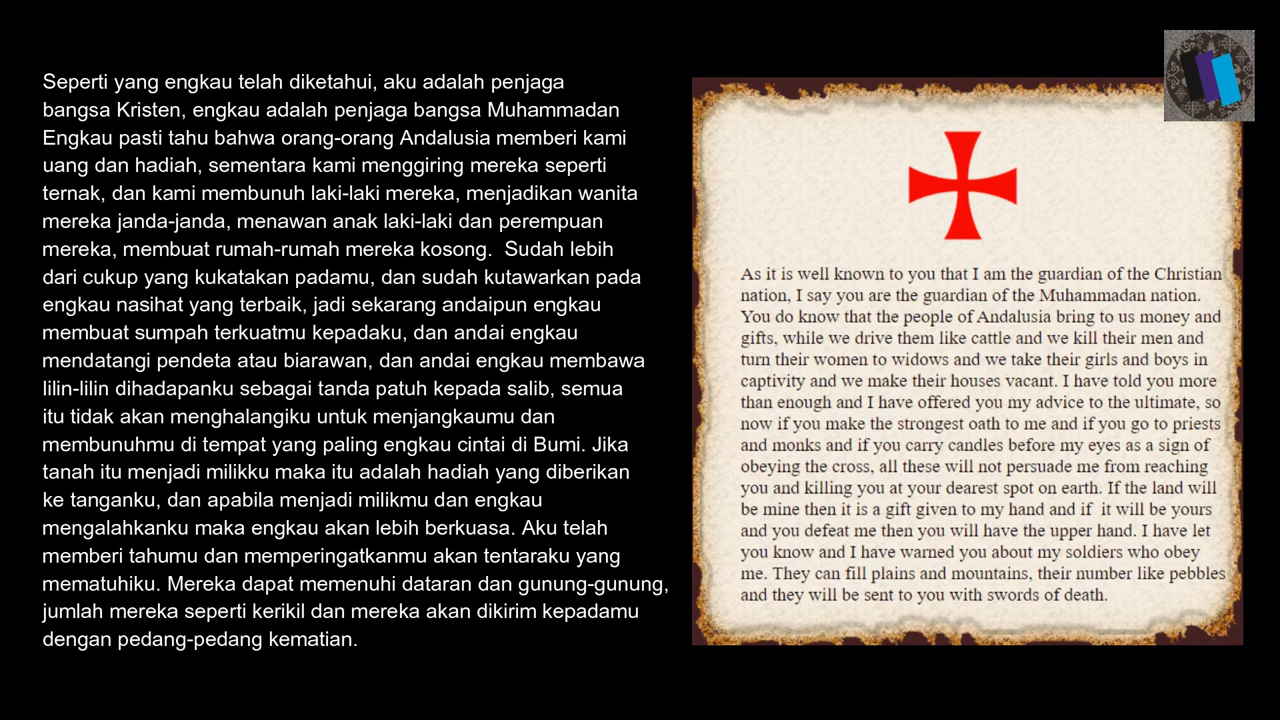 Seperti yang engkau telah diketahui, aku adalah penjaga
bangsa Kristen, engkau adalah penjaga bangsa Muhammadan
Engkau pasti tahu bahwa orang-orang Andalusia memberi kami
uang dan hadiah, sementara kami menggiring mereka seperti
ternak, dan kami membunuh laki-laki mereka, menjadikan wanita
mereka janda-janda, menawan anak laki-laki dan perempuan
mereka, membuat rumah-rumah mereka kosong.  Sudah lebih
dari cukup yang kukatakan padamu, dan sudah kutawarkan pada
engkau nasihat yang terbaik, jadi sekarang andaipun engkau
membuat sumpah terkuatmu kepadaku, dan andai engkau
mendatangi pendeta atau biarawan, dan andai engkau membawa
lilin-lilin dihadapanku sebagai tanda patuh kepada salib, semua
itu tidak akan menghalangiku untuk menjangkaumu dan
membunuhmu di tempat yang paling engkau cintai di Bumi. Jika
tanah itu menjadi milikku maka itu adalah hadiah yang diberikan
ke tanganku, dan apabila menjadi milikmu dan engkau
mengalahkanku maka engkau akan lebih berkuasa. Aku telah
memberi tahumu dan memperingatkanmu akan tentaraku yang
mematuhiku. Mereka dapat memenuhi dataran dan gunung-gunung,
jumlah mereka seperti kerikil dan mereka akan dikirim kepadamu
dengan pedang-pedang kematian.
As it is well known to you that I am the guardian of the Christian
nation, I say you are the guardian of the Muhammadan nation.
You do know that the people of Andalusia bring to us money and
gifts, while we drive them like cattle and we kill their men and
turn their women to widows and we take their girls and boys in
captivity and we make their houses vacant. I have told you more
than enough and I have offered you my advice to the ultimate, so
now if you make the strongest oath to me and if you go to priests
and monks and if you carry candles before my eyes as a sign of
obeying the cross, all these will not persuade me from reaching
you and killing you at your dearest spot on earth. If the land will
be mine then it is a gift given to my hand and if  it will be yours
and you defeat me then you will have the upper hand. I have let
you know and I have warned you about my soldiers who obey
me. They can fill plains and mountains, their number like pebbles
and they will be sent to you with swords of death.